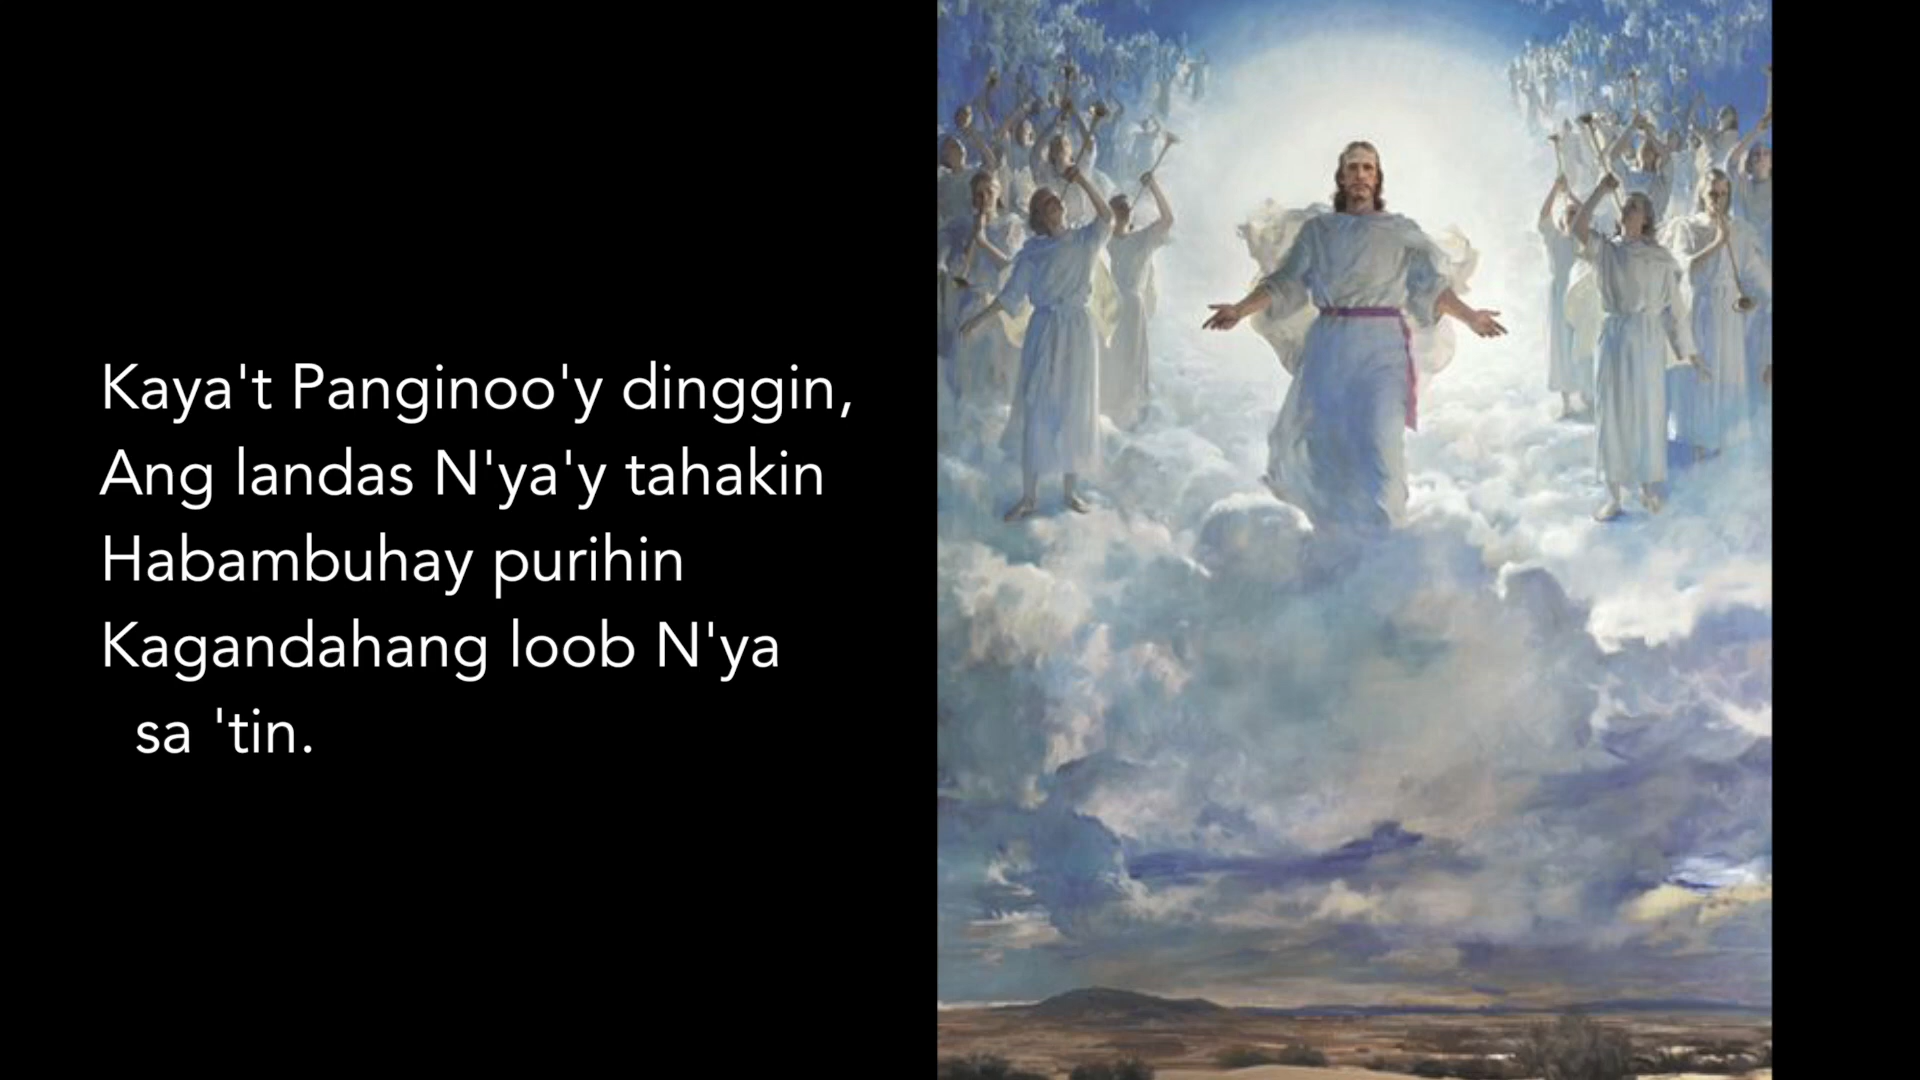 Kaya't Panginoo'y dinggin,
Ang landas N'ya'y tahakin
Habambuhay purihin
Kagandahang loob N'ya
sa 'tin.